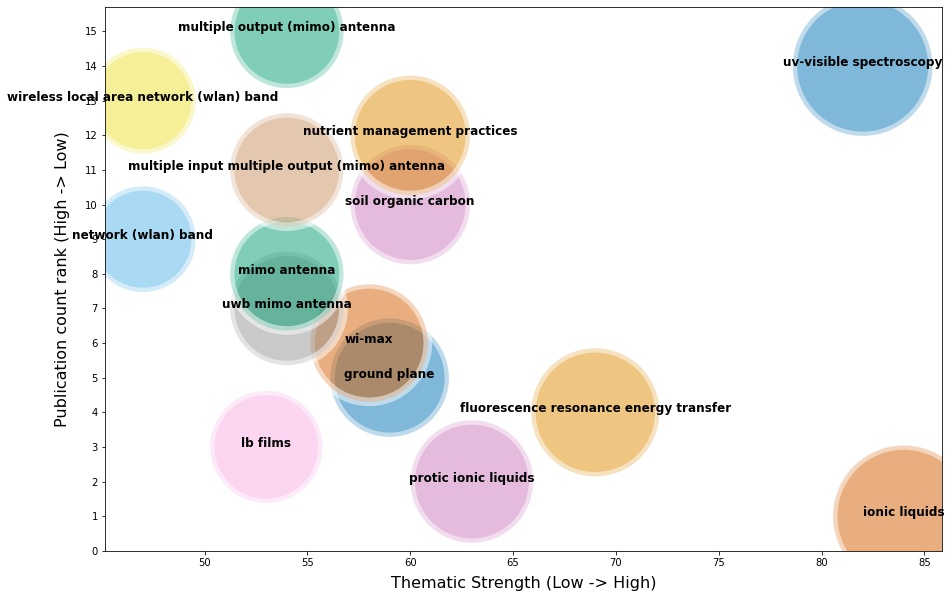 multiple output (mimo) antenna
15
uv-visible spectroscopy
14
wireless local area network (wlan) band
13
nutrient management practices
12
multiple input multiple output (mimo) antenna
11
soil organic carbon
10
network (wlan) band
9
mimo antenna
8
uwb mimo antenna
7
wi-max
6
ground plane
5
fluorescence resonance energy transfer
4
lb films
3
protic ionic liquids
2
ionic liquids
1
0
Publication count rank (High -> Low)
50 55 60 65 70 75 80 85
Thematic Strength (Low -> High)